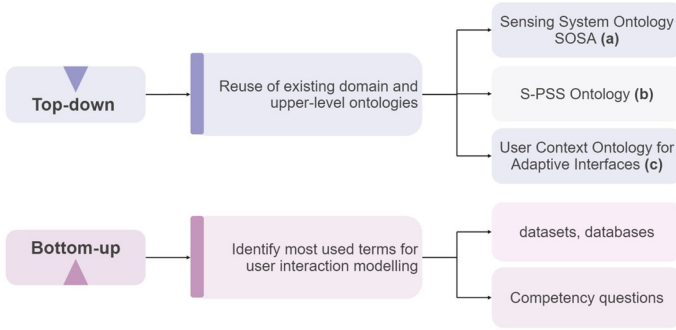 Top-down
Reuse of existing domain and
upper-level ontologies
Sensing System Ontology
SOSA (a)
S-PSS Ontology (b)
User Context Ontology for
Adaptive Interfaces (c)
Bottom-up
Identify most used terms for
user interaction modelling
datasets, databases
Competency questions